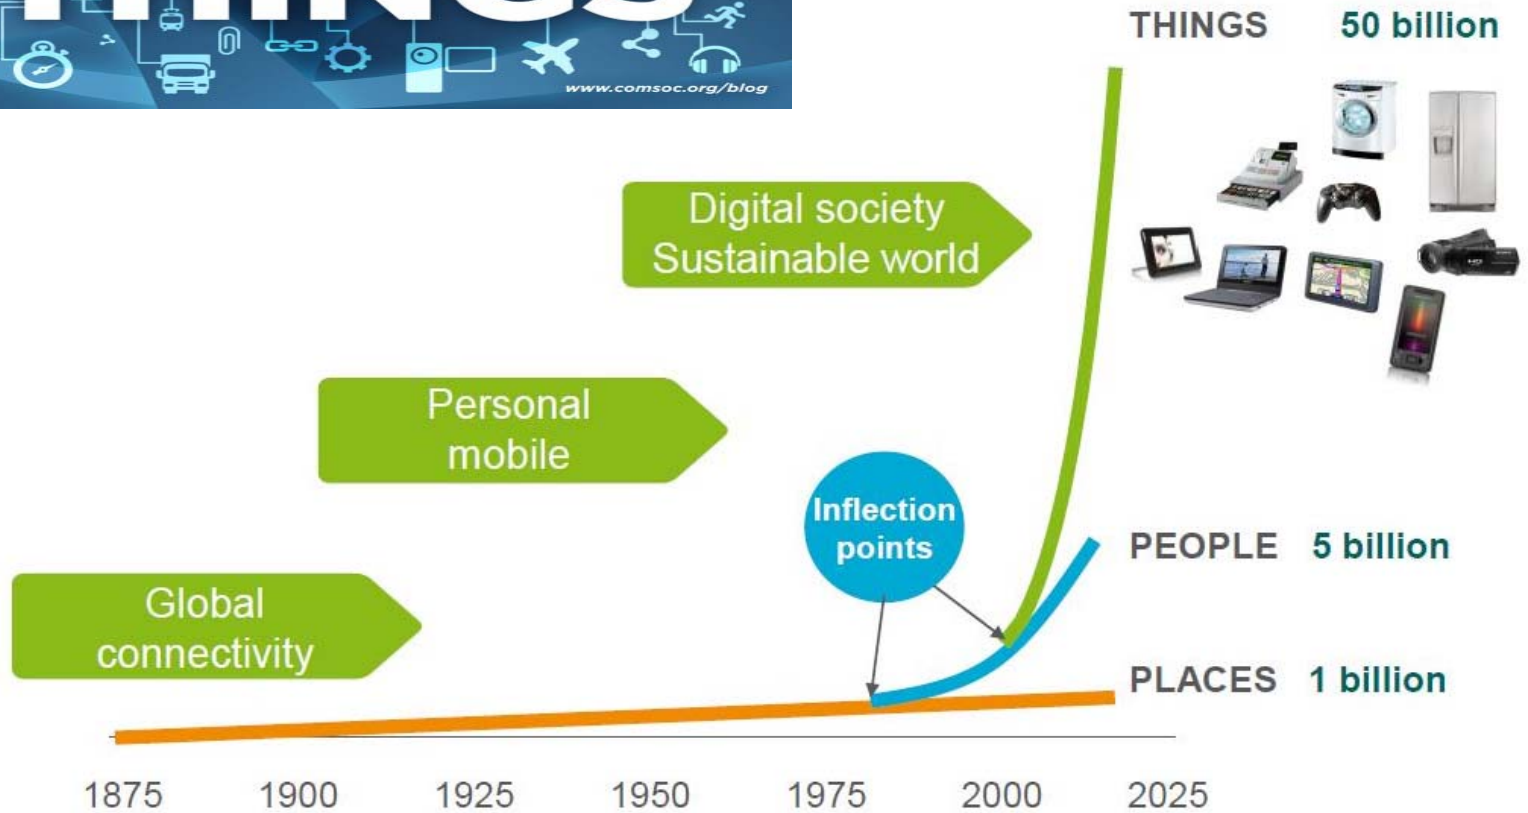 THINGS
www.comsoc.org/blog
THINGS 50 billion
Digital society
Sustainable world
Personal
mobile
Inflection
points
PEOPLE 5 billion
Global
connectivity
PLACES 1 billion
1875 1900 1925 1950 1975 2000 2025